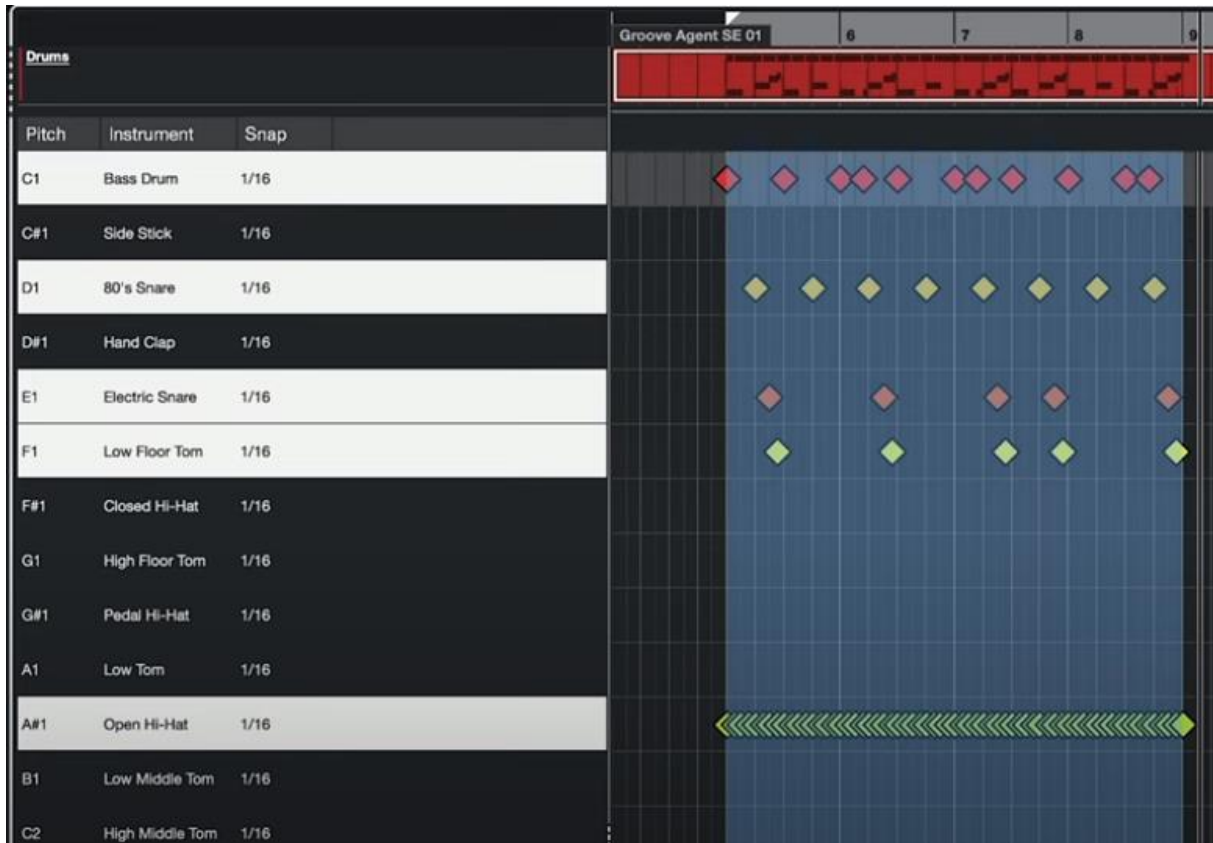 Groove Agent SE 01 6 7 8 9
Drums
Pitch Instrument Snap
C1 Bass Drum 1/16
C#1 Side Stick 1/16
D1 80's Snare 1/16
D#1 Hand Clap 1/16
E1 Electric Snare 1/16
F1 Low Floor Tom 1/16
F#1 Closed Hi-Hat 1/16
G1 High Floor Tom 1/16
G#1 Pedal Hi-Hat 1/16
A1 Low Tom 1/16
A#1 Open Hi-Hat 1/16
B1 Low Middle Tom 1/16
C2 High Middle Tom 1/16